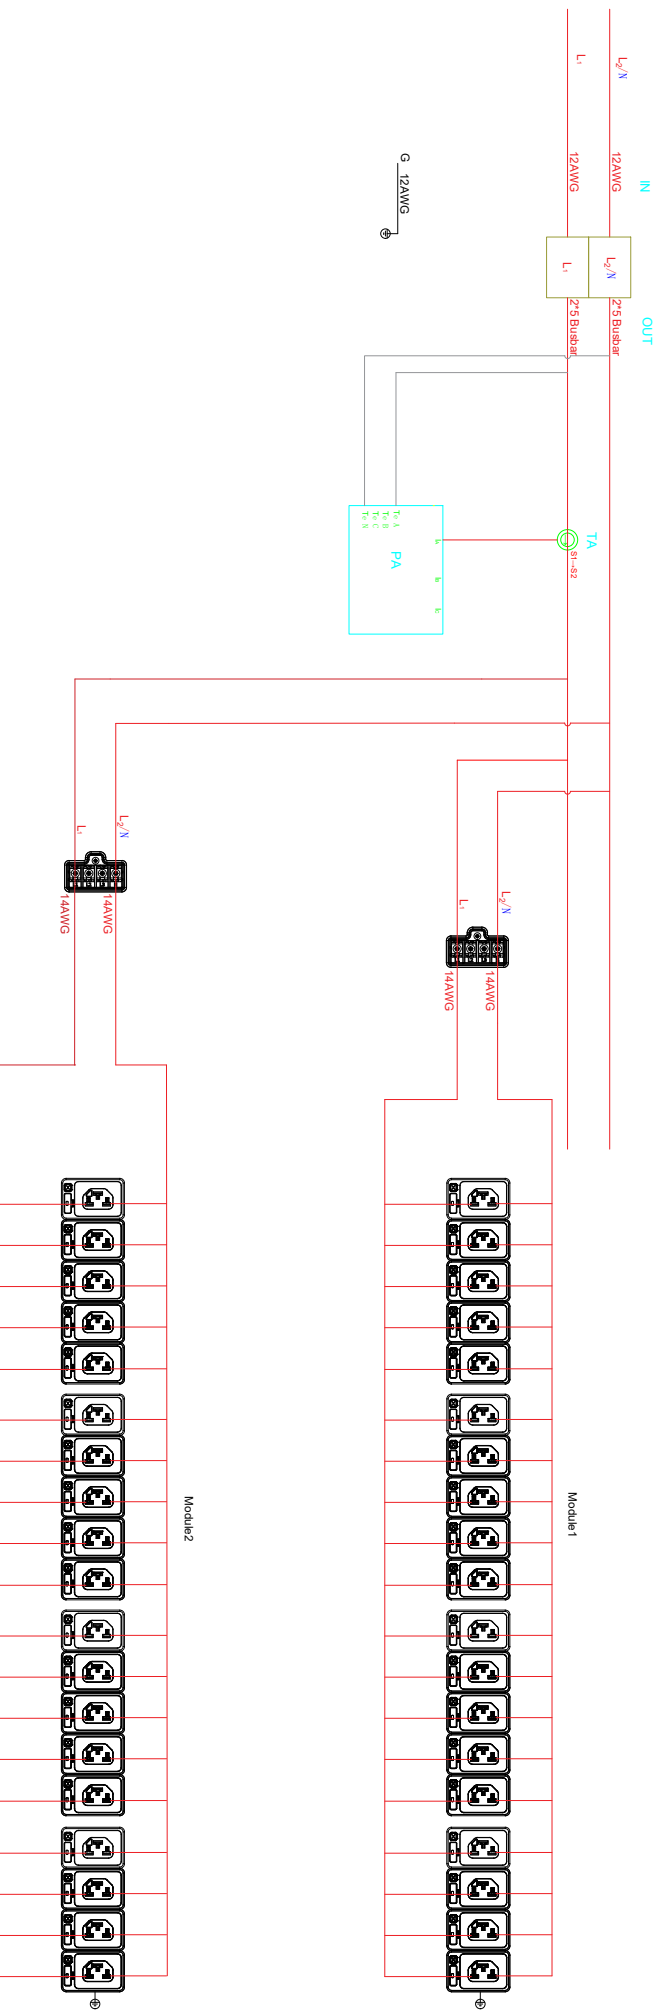 IN
OUT
L₂/N
L₁
12AWG
12AWG
L₂/N
L₁
2*5 Busbar
2*5 Busbar
G 12AWG
TA
S1→S2
PA
L₂/N
L₁
14AWG
14AWG
Module1
L₂/N
L₁
14AWG
14AWG
Module2